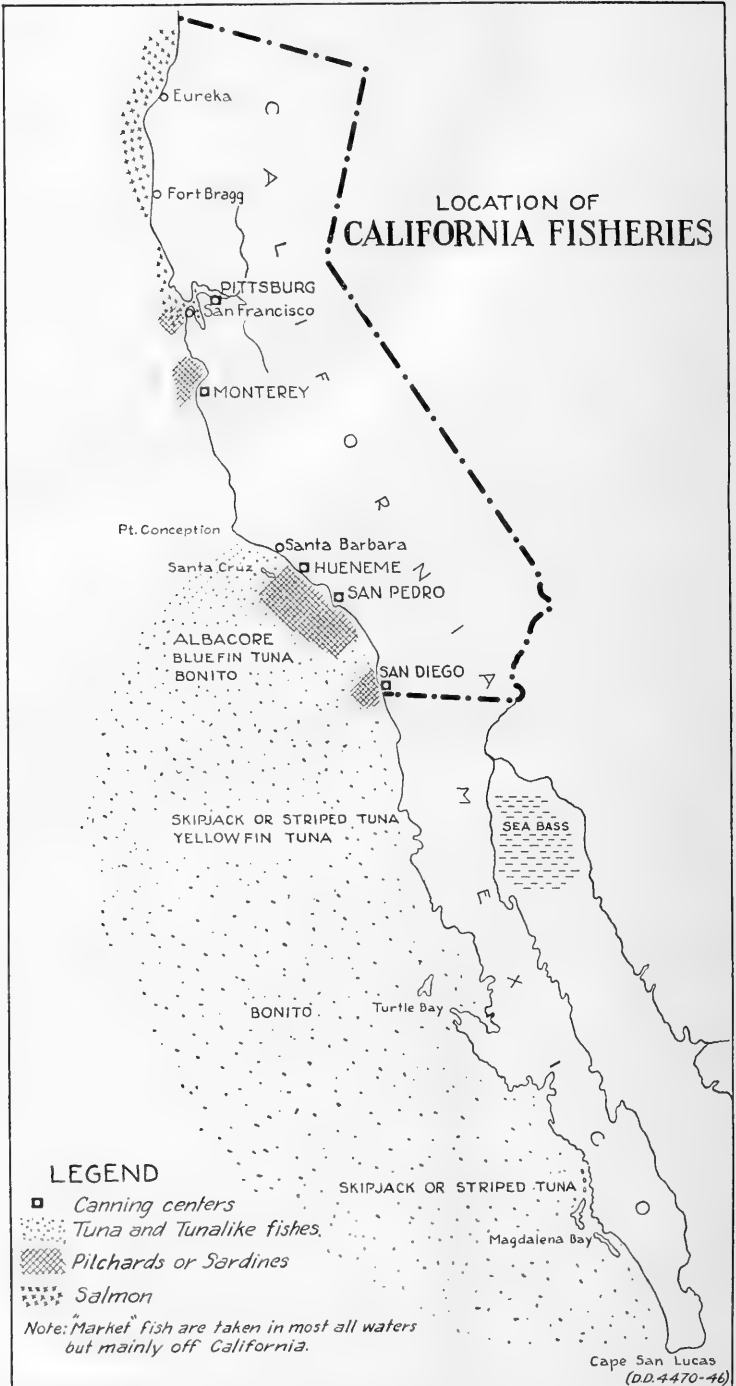 Eureka
Fort Bragg
LOCATION OF
CALIFORNIA FISHERIES
CALIFORNIA
PITTSBURG
San Francisco
MONTEREY
Pt. Conception
Santa Barbara
Santa Cruz
HUENEME
SAN PEDRO
ALBACORE
BLUEFIN TUNA
BONITO
SAN DIEGO
MEXICO
SKIPJACK OR STRIPED TUNA
YELLOWFIN TUNA
SEA BASS
BONITO
Turtle Bay
SKIPJACK OR STRIPED TUNA
Magdalena Bay
LEGEND
Canning centers
Tuna and Tunalike fishes.
Pilchards or Sardines
Salmon
Note: "Market" fish are taken in most all waters
but mainly off California.
Cape San Lucas
(D.D.4470-46)